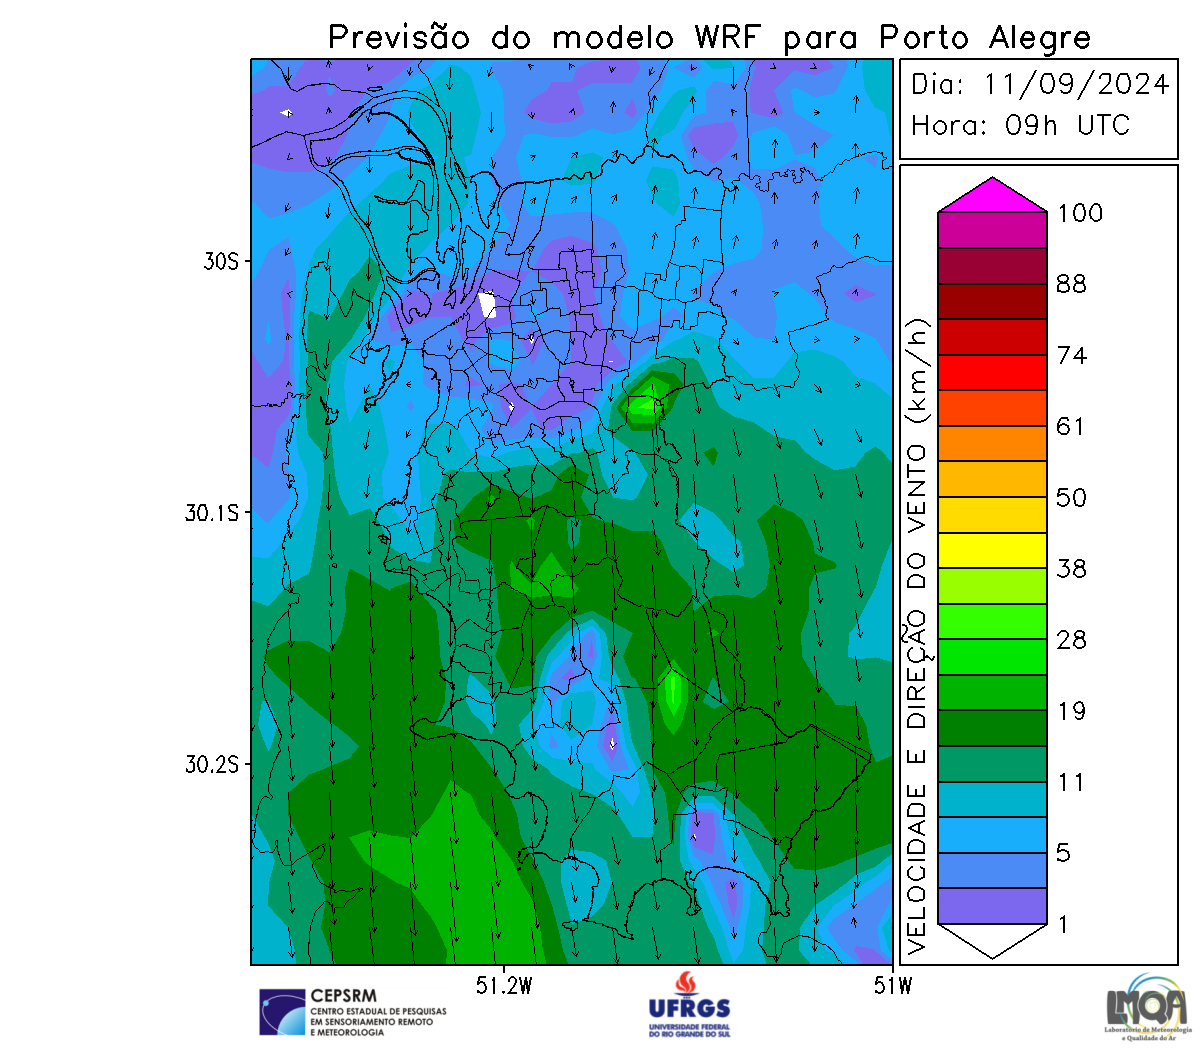 Previsão do modelo WRF para Porto Alegre
Dia: 11/09/2024
Hora: 09h UTC
30S
30.1S
30.2S
51.2W
51W
VELOCIDADE E DIREÇÃO DO VENTO (km/h)
100
88
74
61
50
38
28
19
11
5
1
CEPSRM
CENTRO ESTADUAL DE PESQUISAS
EM SENSORIAMENTO REMOTO
E METEOROLOGIA
UFRGS
UNIVERSIDADE FEDERAL
DO RIO GRANDE DO SUL
LMQA
Laboratório de Meteorologia
e Qualidade do Ar